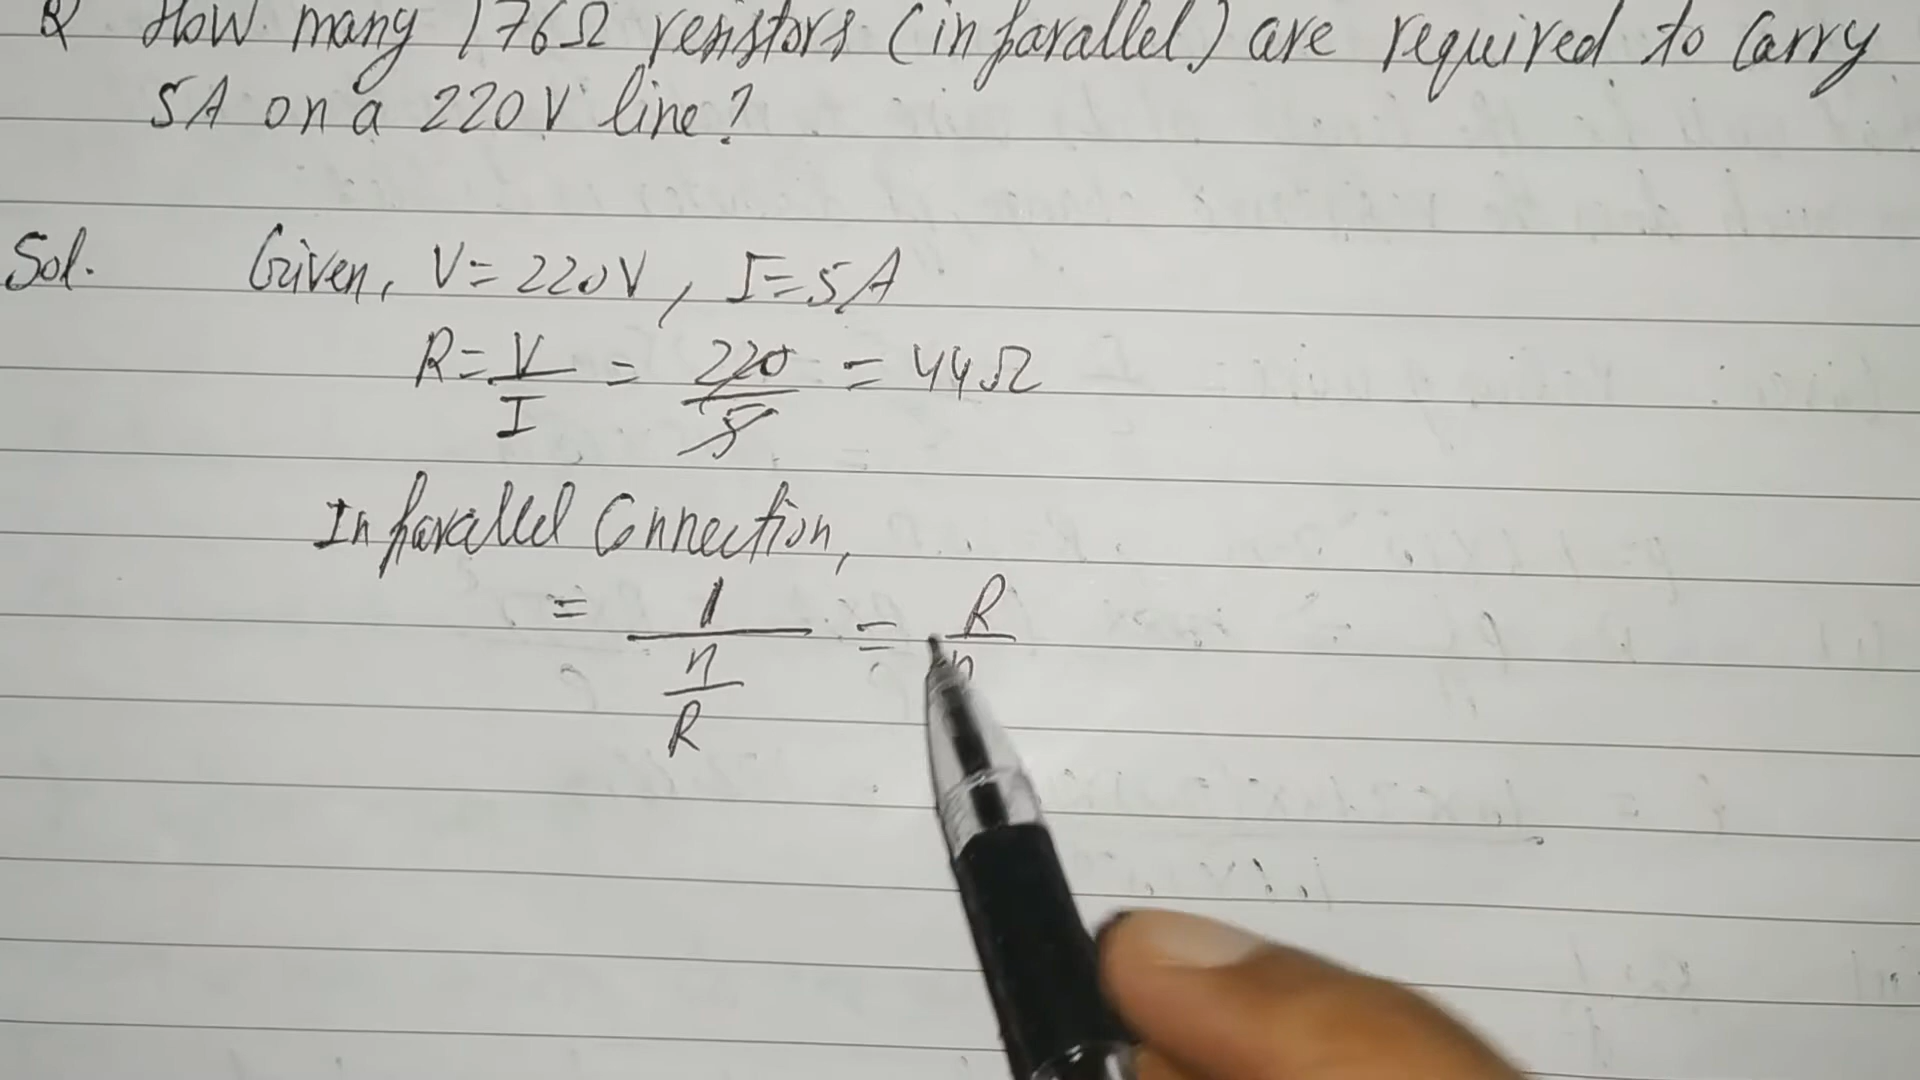 Q How many 176Ω resistors (in parallel) are required to carry
5A on a 220V line?
Sol. Given, V=220V, I=5A
R=V/I = 220/5 = 44Ω
In parallel Connection,
= 1/(n/R) = R/n